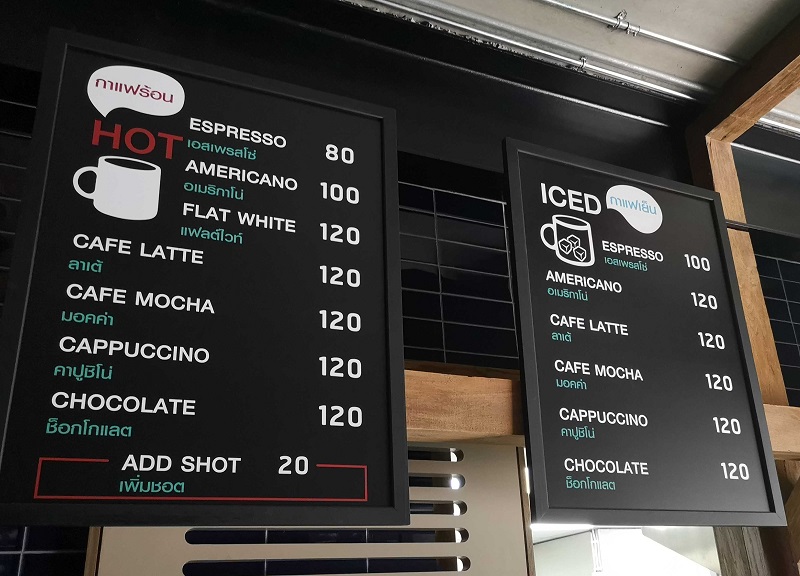 กาแฟร้อน
HOT
ESPRESSO 80
เอสเพรสโซ่
AMERICANO 100
อเมริกาโน่
FLAT WHITE 120
แฟลต์ไวท์
CAFE LATTE 120
ลาเต้
CAFE MOCHA 120
มอคค่า
CAPPUCCINO 120
คาปูชิโน่
CHOCOLATE 120
ช็อกโกแลต
ADD SHOT 20
เพิ่มชอต
ICED
กาแฟเย็น
ESPRESSO 100
เอสเพรสโซ่
AMERICANO 120
อเมริกาโน่
CAFE LATTE 120
ลาเต้
CAFE MOCHA 120
มอคค่า
CAPPUCCINO 120
คาปูชิโน่
CHOCOLATE 120
ช็อกโกแลต